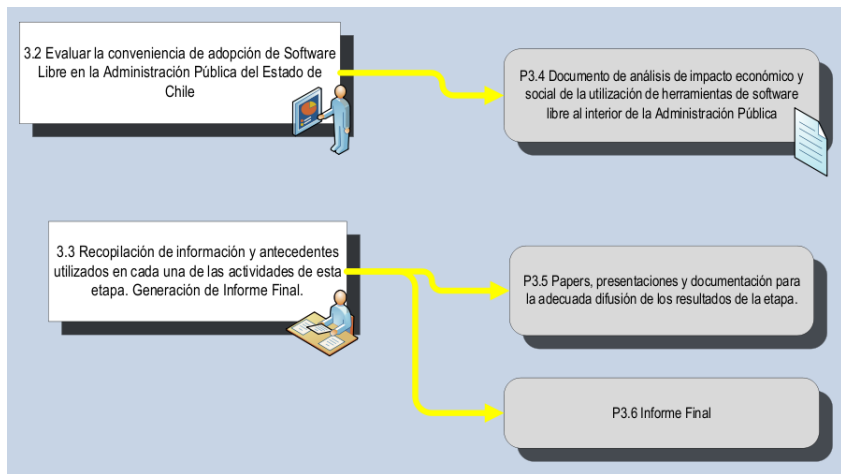 3.2 Evaluar la conveniencia de adopción de Software
Libre en la Administración Pública del Estado de
Chile
P3.4 Documento de análisis de impacto económico y
social de la utilización de herramientas de software
libre al interior de la Administración Pública
3.3 Recopilación de información y antecedentes
utilizados en cada una de las actividades de esta
etapa. Generación de Informe Final.
P3.5 Papers, presentaciones y documentación para
la adecuada difusión de los resultados de la etapa.
P3.6 Informe Final